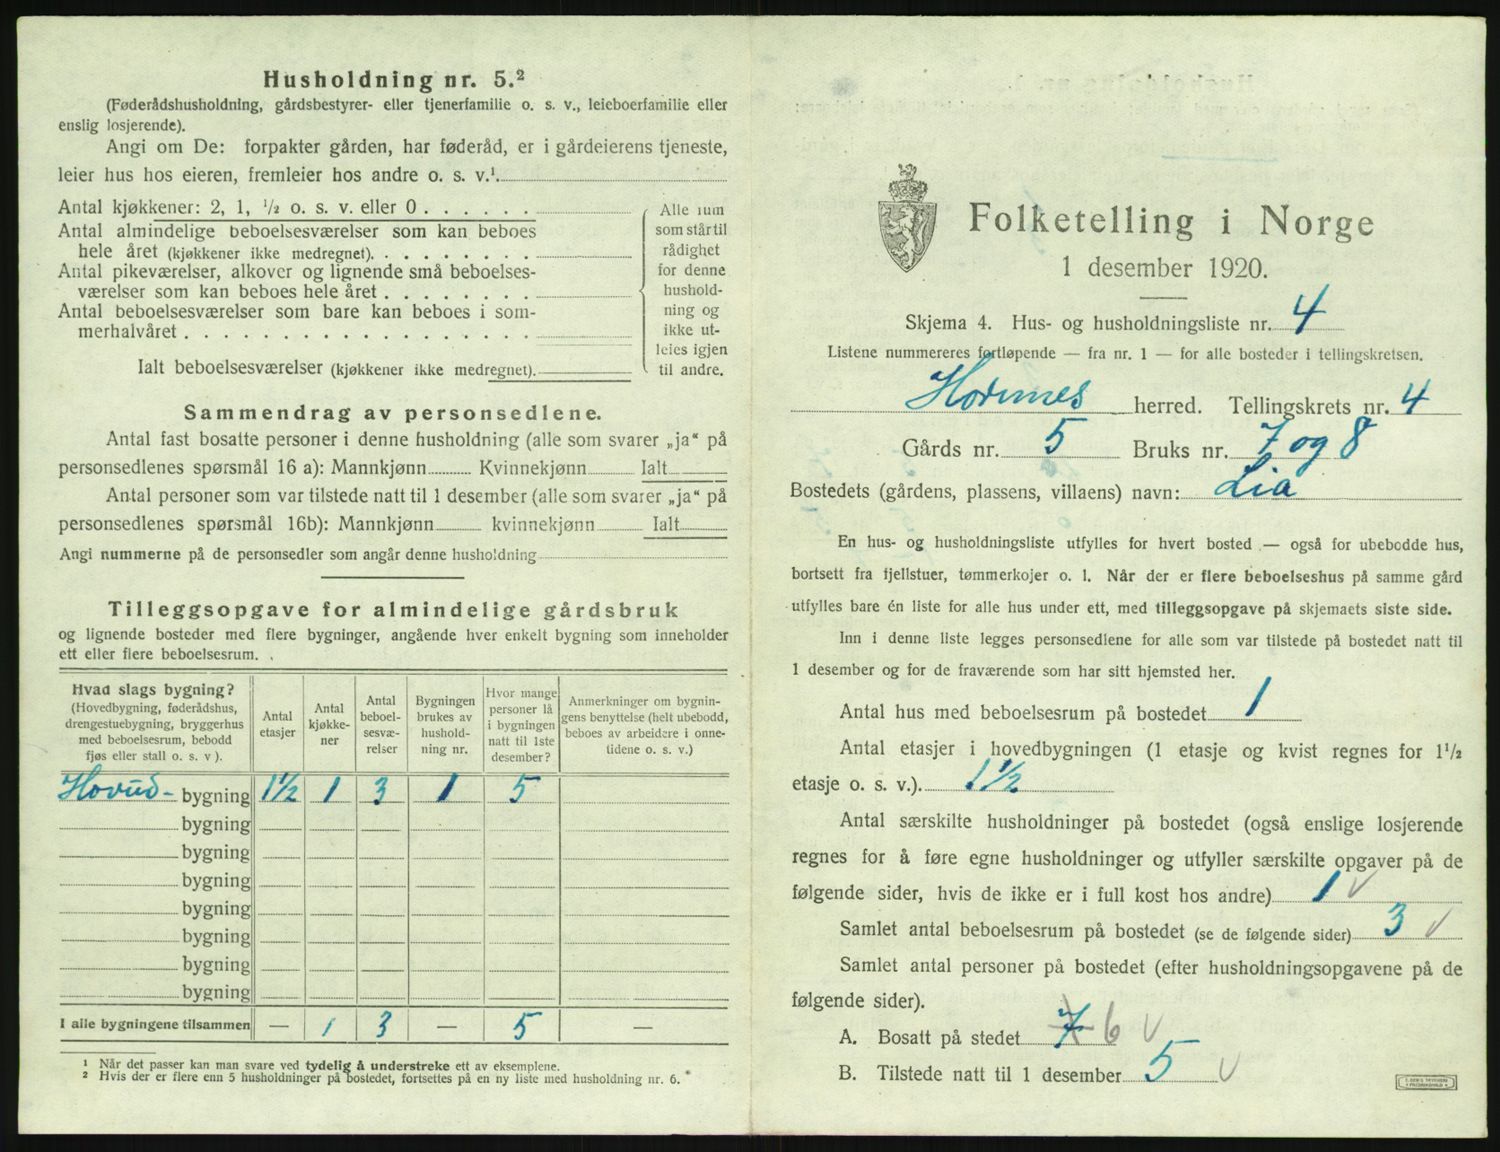 Husholdning nr. 5.²
(Føderådshusholdning, gårdsbestyrer- eller tjenerfamilie o. s. v., leieboerfamilie eller
enslig losjerende).
Angi om De: forpakter gården, har føderåd, er i gårdeierens tjeneste,
leier hus hos eieren, fremleier hos andre o. s. v.¹
Antal kjøkkener: 2, 1, ½ o. s. v. eller 0
Antal almindelige beboelsesværelser som kan beboes
hele året (kjøkkener ikke medregnet).
Antal pikeværelser, alkover og lignende små beboelses-
værelser som kan beboes hele året
Antal beboelsesværelser som bare kan beboes i som-
merhalvåret
Ialt beboelsesværelser (kjøkkener ikke medregnet).
Alle rum
som står til
rådighet
for denne
hushold-
ning og
ikke ut-
leies igjen
til andre.
Sammendrag av personsedlene.
Antal fast bosatte personer i denne husholdning (alle som svarer „ja“ på
personsedlenes spørsmål 16 a): Mannkjønn Kvinnekjønn Ialt
Antal personer som var tilstede natt til 1 desember (alle som svarer „ja“ på
personsedlenes spørsmål 16b): Mannkjønn kvinnekjønn Ialt
Angi nummerne på de personsedler som angår denne husholdning
Tilleggsopgave for almindelige gårdsbruk
og lignende bosteder med flere bygninger, angående hver enkelt bygning som inneholder
ett eller flere beboelsesrum.
Hvad slags bygning?
(Hovedbygning, føderådshus,
drengestuebygning, bryggerhus
med beboelsesrum, bebodd
fjøs eller stall o. s. v ).
Antal
etasjer
Antal
kjøkke-
ner
Antal
beboel-
sesvæ-
relser
Bygningen
brukes av
hushold-
ning nr.
Hvor mange
personer lå
i bygningen
natt til 1ste
desember?
Anmerkninger om bygnin-
gens benyttelse (helt ubebodd,
beboes av arbeidere i onne-
tidene o. s. v.)
Hovud- bygning 1½ 1 3 1 5
bygning
bygning
bygning
bygning
bygning
bygning
bygning
I alle bygningene tilsammen — 1 3 — 5 —
¹ Når det passer kan man svare ved tydelig å understreke ett av eksemplene.
² Hvis der er flere enn 5 husholdninger på bostedet, fortsettes på en ny liste med husholdning nr. 6.
Folketelling i Norge
1 desember 1920.
Skjema 4. Hus- og husholdningsliste nr. 4
Listene nummereres fortløpende — fra nr. 1 — for alle bosteder i tellingskretsen.
Hornnes herred. Tellingskrets nr. 4
Gårds nr. 5 Bruks nr. 7 og 8
Bostedets (gårdens, plassens, villaens) navn: Lia
En hus- og husholdningsliste utfylles for hvert bosted — også for ubebodde hus,
bortsett fra fjellstuer, tømmerkojer o. l. Når der er flere beboelseshus på samme gård
utfylles bare én liste for alle hus under ett, med tilleggsopgave på skjemaets siste side.
Inn i denne liste legges personsedlene for alle som var tilstede på bostedet natt til
1 desember og for de fraværende som har sitt hjemsted her.
Antal hus med beboelsesrum på bostedet 1
Antal etasjer i hovedbygningen (1 etasje og kvist regnes for 1½
etasje o. s. v.). 1½
Antal særskilte husholdninger på bostedet (også enslige losjerende
regnes for å føre egne husholdninger og utfyller særskilte opgaver på de
følgende sider, hvis de ikke er i full kost hos andre) 1 v
Samlet antal beboelsesrum på bostedet (se de følgende sider) 3 v
Samlet antal personer på bostedet (efter husholdningsopgavene på de
følgende sider).
A. Bosatt på stedet 7 6 v
B. Tilstede natt til 1 desember 5 v